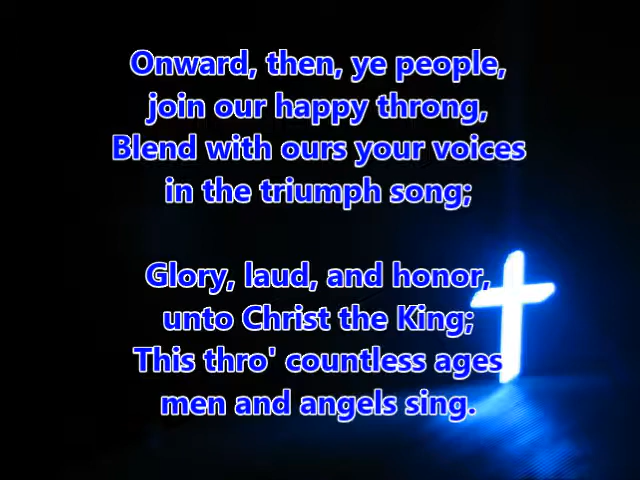 Onward, then, ye people,
join our happy throng,
Blend with ours your voices
in the triumph song;
Glory, laud, and honor,
unto Christ the King;
This thro' countless ages
men and angels sing.